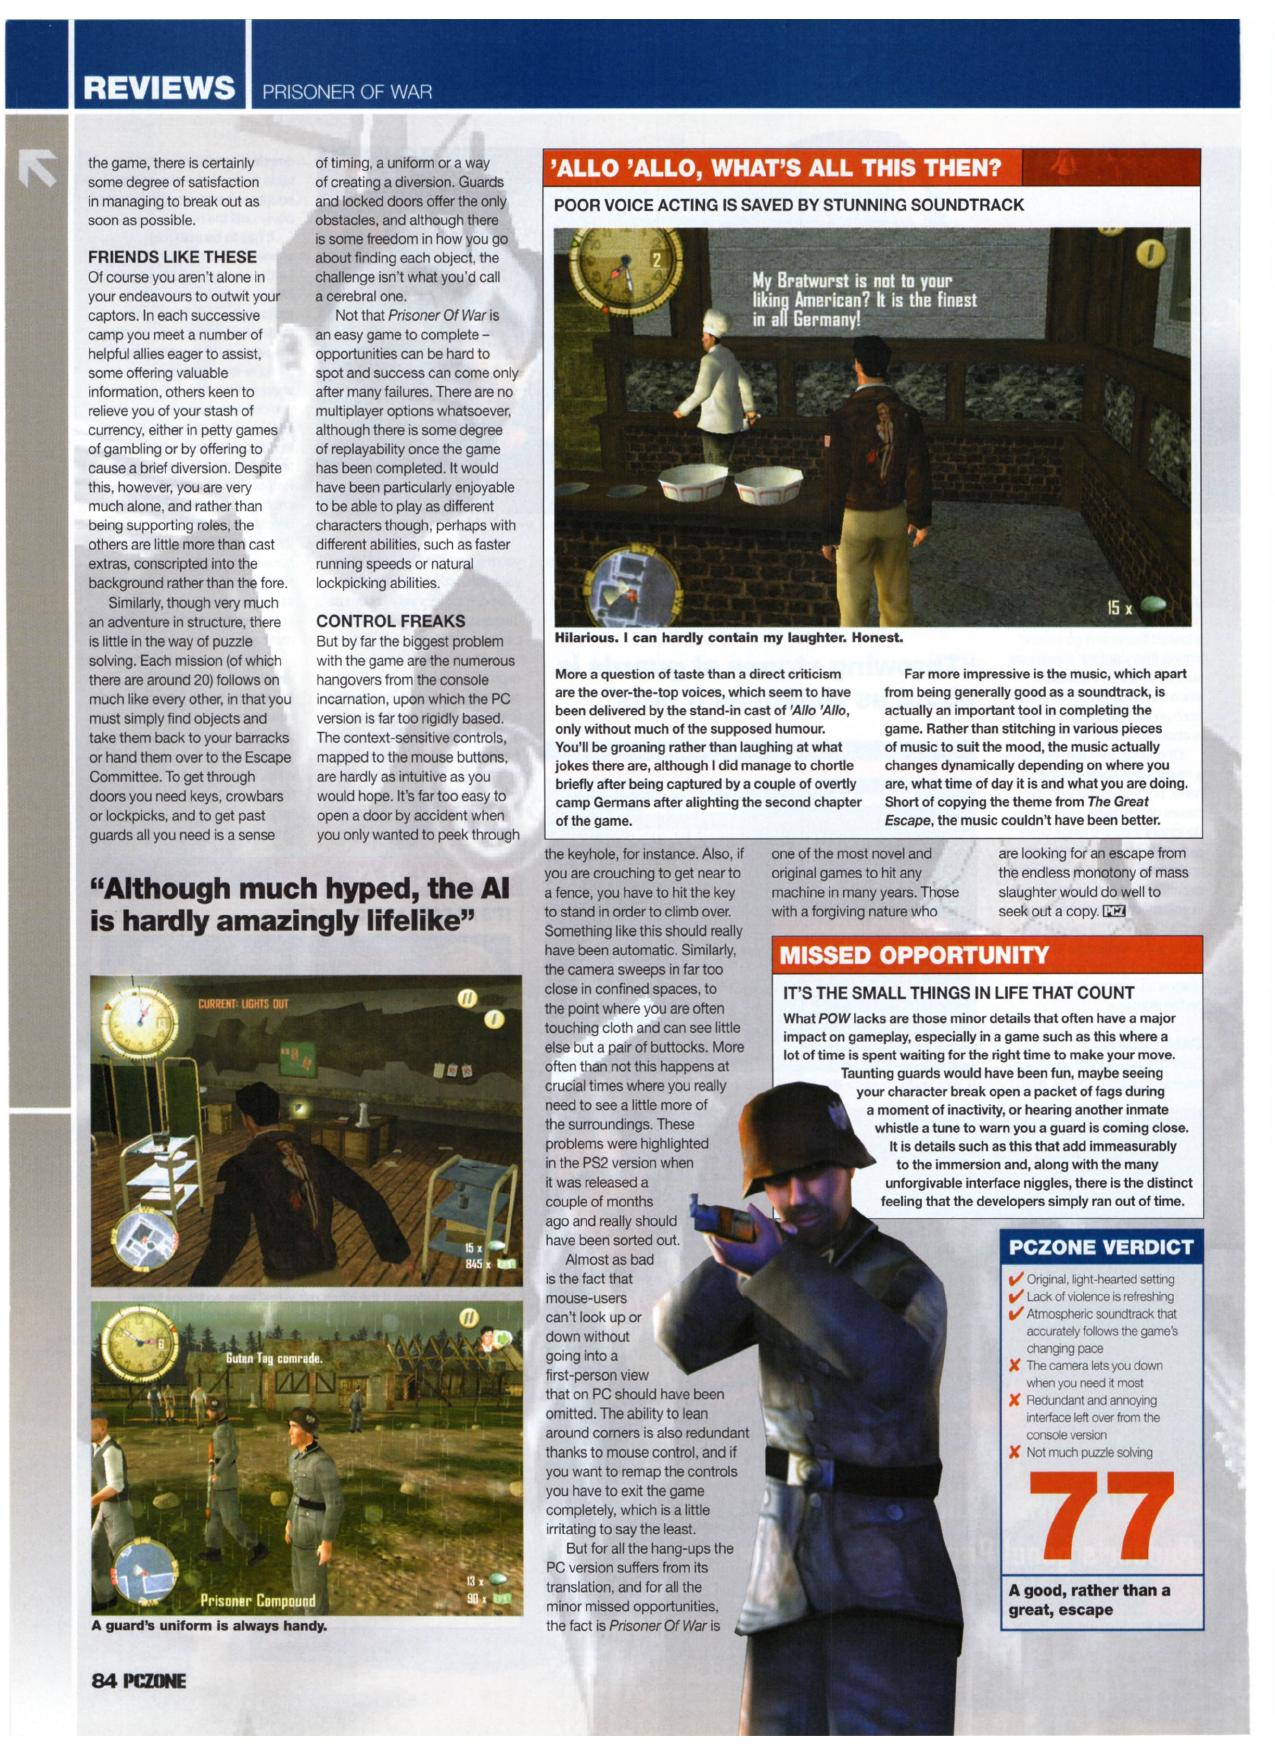 REVIEWS
PRISONER OF WAR
the game, there is certainly
some degree of satisfaction
in managing to break out as
soon as possible.
FRIENDS LIKE THESE
Of course you aren't alone in
your endeavours to outwit your
captors. In each successive
camp you meet a number of
helpful allies eager to assist,
some offering valuable
information, others keen to
relieve you of your stash of
currency, either in petty games
of gambling or by offering to
cause a brief diversion. Despite
this, however, you are very
much alone, and rather than
being supporting roles, the
others are little more than cast
extras, conscripted into the
background rather than the fore.
Similarly, though very much
an adventure in structure, there
is little in the way of puzzle
solving. Each mission (of which
there are around 20) follows on
much like every other, in that you
must simply find objects and
take them back to your barracks
or hand them over to the Escape
Committee. To get through
doors you need keys, crowbars
or lockpicks, and to get past
guards all you need is a sense
of timing, a uniform or a way
of creating a diversion. Guards
and locked doors offer the only
obstacles, and although there
is some freedom in how you go
about finding each object, the
challenge isn't what you'd call
a cerebral one.
Not that Prisoner Of War is
an easy game to complete –
opportunities can be hard to
spot and success can come only
after many failures. There are no
multiplayer options whatsoever,
although there is some degree
of replayability once the game
has been completed. It would
have been particularly enjoyable
to be able to play as different
characters though, perhaps with
different abilities, such as faster
running speeds or natural
lockpicking abilities.
CONTROL FREAKS
But by far the biggest problem
with the game are the numerous
hangovers from the console
incarnation, upon which the PC
version is far too rigidly based.
The context-sensitive controls,
mapped to the mouse buttons,
are hardly as intuitive as you
would hope. It's far too easy to
open a door by accident when
you only wanted to peek through
"Although much hyped, the AI
is hardly amazingly lifelike"
CURRENT: LIGHTS OUT
15 x
845 x
Guten Tag comrade.
6
13 x
90 x
Prisoner Compound
A guard's uniform is always handy.
'ALLO 'ALLO, WHAT'S ALL THIS THEN?
POOR VOICE ACTING IS SAVED BY STUNNING SOUNDTRACK
2
My Bratwurst is not to your
liking American? It is the finest
in all Germany!
15 x
Hilarious. I can hardly contain my laughter. Honest.
More a question of taste than a direct criticism
are the over-the-top voices, which seem to have
been delivered by the stand-in cast of 'Allo 'Allo,
only without much of the supposed humour.
You'll be groaning rather than laughing at what
jokes there are, although I did manage to chortle
briefly after being captured by a couple of overtly
camp Germans after alighting the second chapter
of the game.
Far more impressive is the music, which apart
from being generally good as a soundtrack, is
actually an important tool in completing the
game. Rather than stitching in various pieces
of music to suit the mood, the music actually
changes dynamically depending on where you
are, what time of day it is and what you are doing.
Short of copying the theme from The Great
Escape, the music couldn't have been better.
the keyhole, for instance. Also, if
you are crouching to get near to
a fence, you have to hit the key
to stand in order to climb over.
Something like this should really
have been automatic. Similarly,
the camera sweeps in far too
close in confined spaces, to
the point where you are often
touching cloth and can see little
else but a pair of buttocks. More
often than not this happens at
crucial times where you really
need to see a little more of
the surroundings. These
problems were highlighted
in the PS2 version when
it was released a
couple of months
ago and really should
have been sorted out.
Almost as bad
is the fact that
mouse-users
can't look up or
down without
going into a
first-person view
that on PC should have been
omitted. The ability to lean
around corners is also redundant
thanks to mouse control, and if
you want to remap the controls
you have to exit the game
completely, which is a little
irritating to say the least.
But for all the hang-ups the
PC version suffers from its
translation, and for all the
minor missed opportunities,
the fact is Prisoner Of War is
one of the most novel and
original games to hit any
machine in many years. Those
with a forgiving nature who
are looking for an escape from
the endless monotony of mass
slaughter would do well to
seek out a copy. PCZ
MISSED OPPORTUNITY
IT'S THE SMALL THINGS IN LIFE THAT COUNT
What POW lacks are those minor details that often have a major
impact on gameplay, especially in a game such as this where a
lot of time is spent waiting for the right time to make your move.
Taunting guards would have been fun, maybe seeing
your character break open a packet of fags during
a moment of inactivity, or hearing another inmate
whistle a tune to warn you a guard is coming close.
It is details such as this that add immeasurably
to the immersion and, along with the many
unforgivable interface niggles, there is the distinct
feeling that the developers simply ran out of time.
PCZONE VERDICT
✓ Original, light-hearted setting
✓ Lack of violence is refreshing
✓ Atmospheric soundtrack that
accurately follows the game's
changing pace
✗ The camera lets you down
when you need it most
✗ Redundant and annoying
interface left over from the
console version
✗ Not much puzzle solving
77
A good, rather than a
great, escape
84 PCZONE